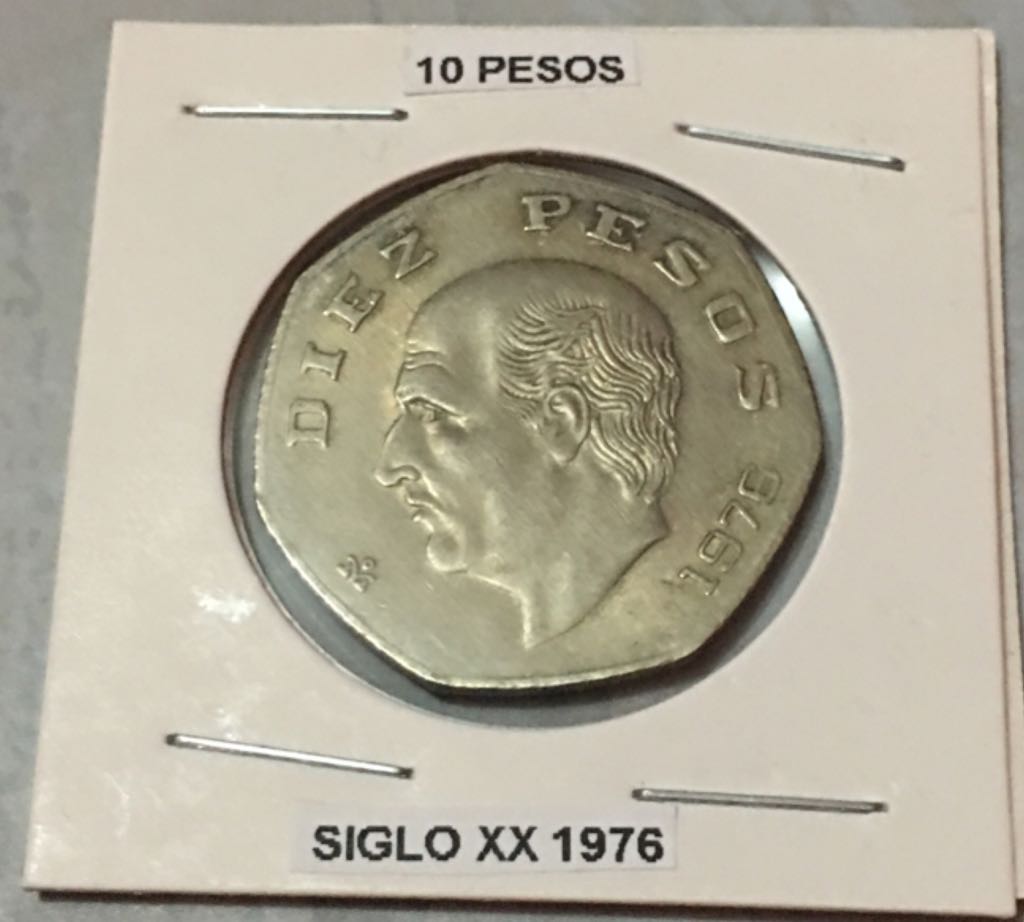 10 PESOS
DIEZ PESOS
1976
SIGLO XX 1976